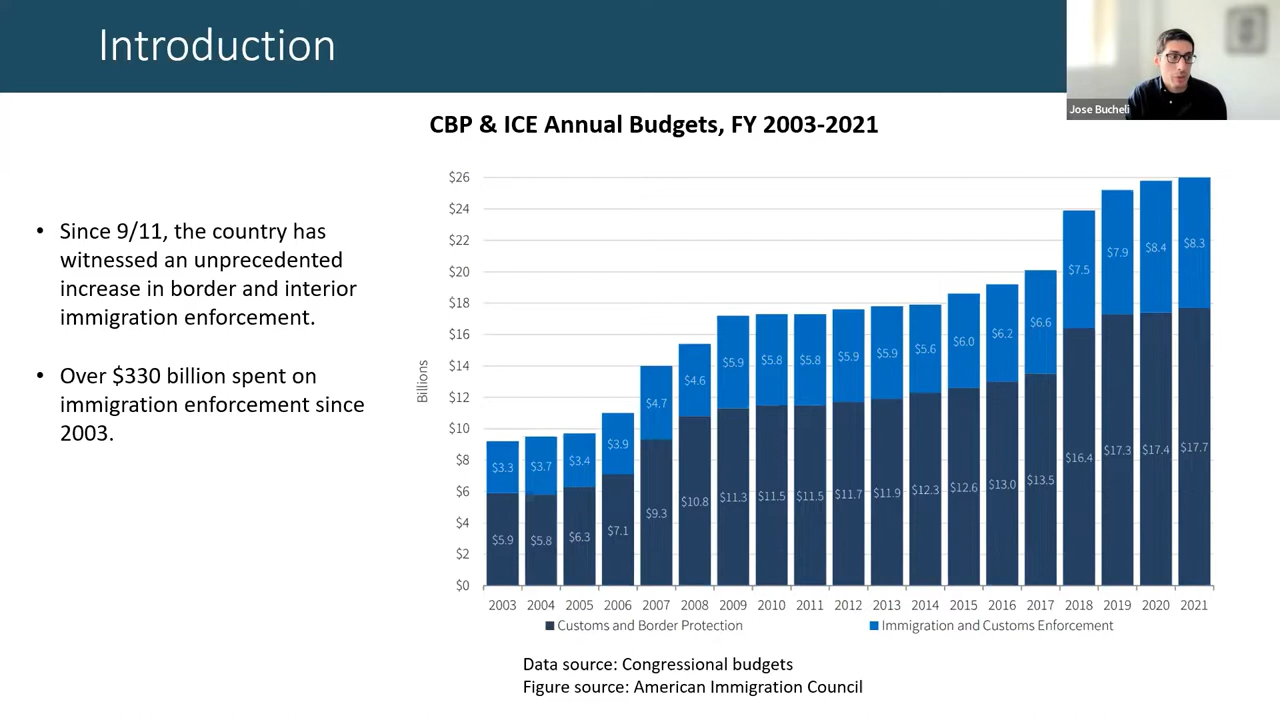 Introduction
Jose Bucheli
CBP & ICE Annual Budgets, FY 2003-2021
• Since 9/11, the country has
witnessed an unprecedented
increase in border and interior
immigration enforcement.
• Over $330 billion spent on
immigration enforcement since
2003.
Billions
$26
$24
$22
$20
$18
$16
$14
$12
$10
$8
$6
$4
$2
$0
$3.3 $3.7 $3.4 $3.9 $4.7 $4.6 $5.9 $5.8 $5.8 $5.9 $5.9 $5.6 $6.0 $6.2 $6.6 $7.5 $7.9 $8.4 $8.3
$5.9 $5.8 $6.3 $7.1 $9.3 $10.8 $11.3 $11.5 $11.5 $11.7 $11.9 $12.3 $12.6 $13.0 $13.5 $16.4 $17.3 $17.4 $17.7
2003 2004 2005 2006 2007 2008 2009 2010 2011 2012 2013 2014 2015 2016 2017 2018 2019 2020 2021
Customs and Border Protection Immigration and Customs Enforcement
Data source: Congressional budgets
Figure source: American Immigration Council